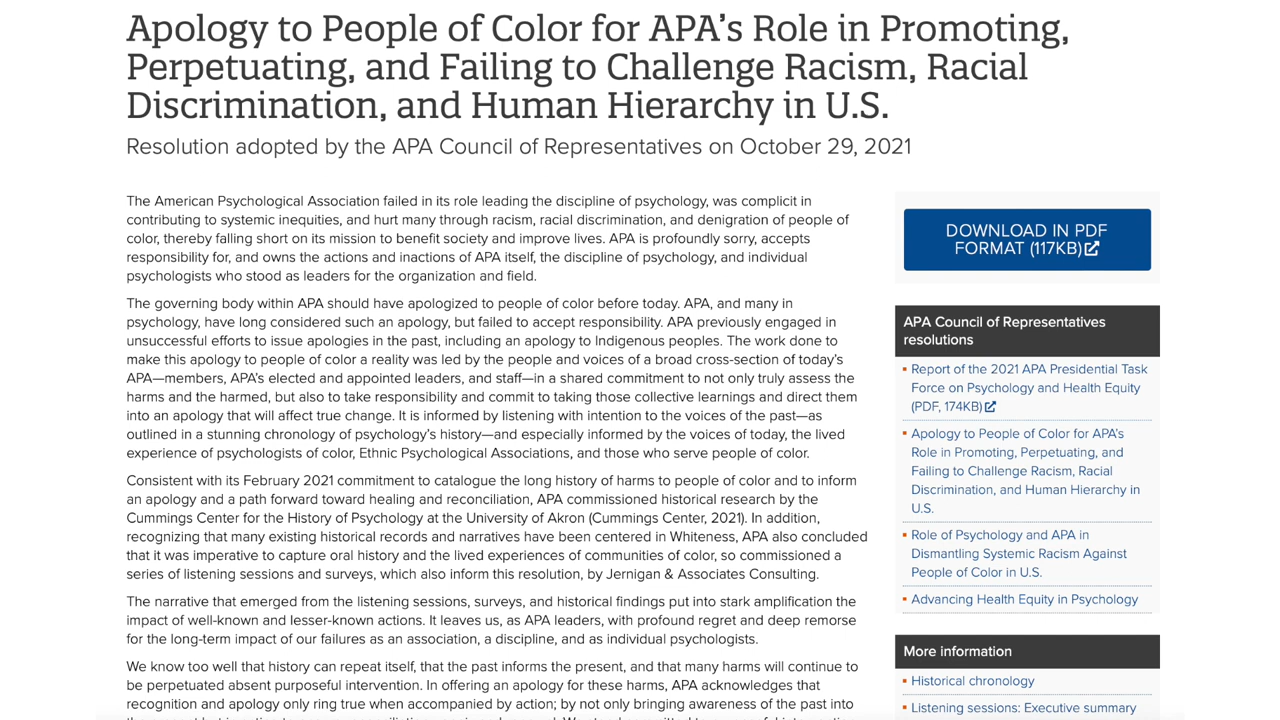 Apology to People of Color for APA's Role in Promoting,
Perpetuating, and Failing to Challenge Racism, Racial
Discrimination, and Human Hierarchy in U.S.
Resolution adopted by the APA Council of Representatives on October 29, 2021
The American Psychological Association failed in its role leading the discipline of psychology, was complicit in
contributing to systemic inequities, and hurt many through racism, racial discrimination, and denigration of people of
color, thereby falling short on its mission to benefit society and improve lives. APA is profoundly sorry, accepts
responsibility for, and owns the actions and inactions of APA itself, the discipline of psychology, and individual
psychologists who stood as leaders for the organization and field.
The governing body within APA should have apologized to people of color before today. APA, and many in
psychology, have long considered such an apology, but failed to accept responsibility. APA previously engaged in
unsuccessful efforts to issue apologies in the past, including an apology to Indigenous peoples. The work done to
make this apology to people of color a reality was led by the people and voices of a broad cross-section of today's
APA—members, APA's elected and appointed leaders, and staff—in a shared commitment to not only truly assess the
harms and the harmed, but also to take responsibility and commit to taking those collective learnings and direct them
into an apology that will affect true change. It is informed by listening with intention to the voices of the past—as
outlined in a stunning chronology of psychology's history—and especially informed by the voices of today, the lived
experience of psychologists of color, Ethnic Psychological Associations, and those who serve people of color.
Consistent with its February 2021 commitment to catalogue the long history of harms to people of color and to inform
an apology and a path forward toward healing and reconciliation, APA commissioned historical research by the
Cummings Center for the History of Psychology at the University of Akron (Cummings Center, 2021). In addition,
recognizing that many existing historical records and narratives have been centered in Whiteness, APA also concluded
that it was imperative to capture oral history and the lived experiences of communities of color, so commissioned a
series of listening sessions and surveys, which also inform this resolution, by Jernigan & Associates Consulting.
The narrative that emerged from the listening sessions, surveys, and historical findings put into stark amplification the
impact of well-known and lesser-known actions. It leaves us, as APA leaders, with profound regret and deep remorse
for the long-term impact of our failures as an association, a discipline, and as individual psychologists.
We know too well that history can repeat itself, that the past informs the present, and that many harms will continue to
be perpetuated absent purposeful intervention. In offering an apology for these harms, APA acknowledges that
recognition and apology only ring true when accompanied by action; by not only bringing awareness of the past into
DOWNLOAD IN PDF
FORMAT (117KB)
APA Council of Representatives
resolutions
Report of the 2021 APA Presidential Task
Force on Psychology and Health Equity
(PDF, 174KB)
Apology to People of Color for APA's
Role in Promoting, Perpetuating, and
Failing to Challenge Racism, Racial
Discrimination, and Human Hierarchy in
U.S.
Role of Psychology and APA in
Dismantling Systemic Racism Against
People of Color in U.S.
Advancing Health Equity in Psychology
More information
Historical chronology
Listening sessions: Executive summary